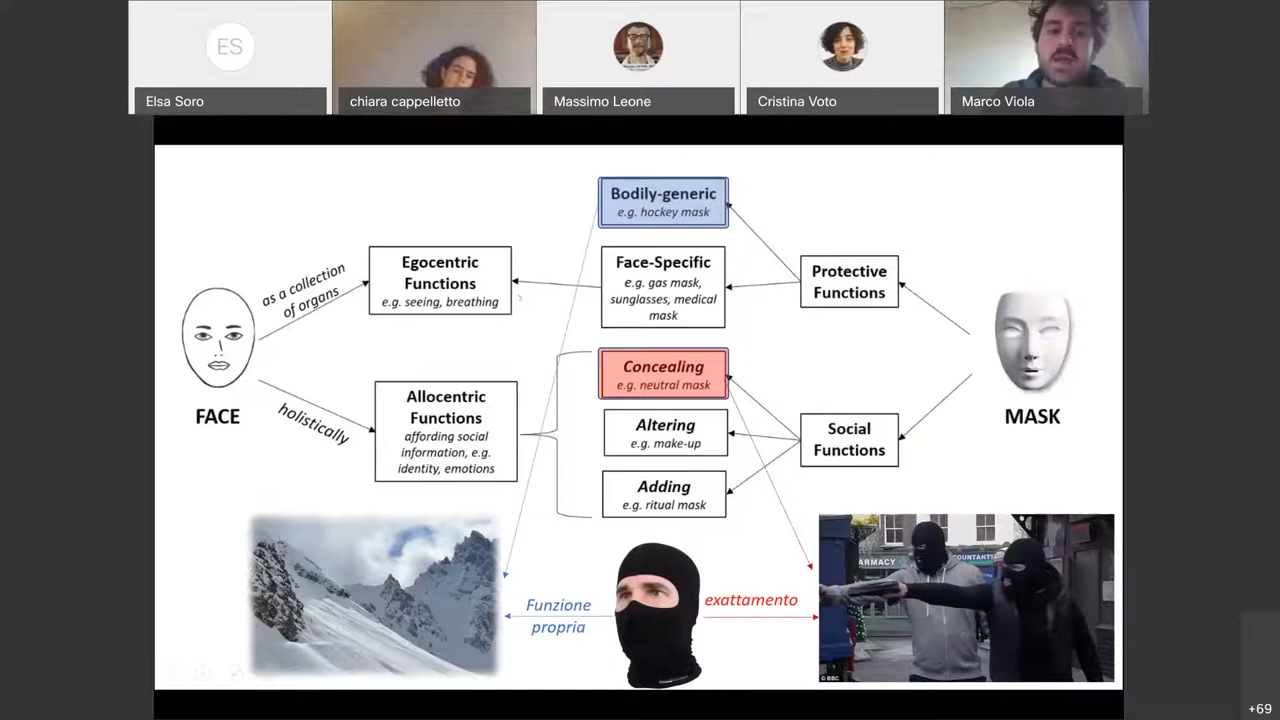 ES
Elsa Soro
chiara cappelletto
Massimo Leone
Cristina Voto
Marco Viola
Bodily-generic
e.g. hockey mask
as a collection
of organs
Egocentric
Functions
e.g. seeing, breathing
Face-Specific
e.g. gas mask,
sunglasses, medical
mask
Protective
Functions
FACE
holistically
Allocentric
Functions
affording social
information, e.g.
identity, emotions
Concealing
e.g. neutral mask
Altering
e.g. make-up
Adding
e.g. ritual mask
Social
Functions
MASK
Funzione
propria
exattamento
ARMACY
COUNTANTS
© BBC
+69